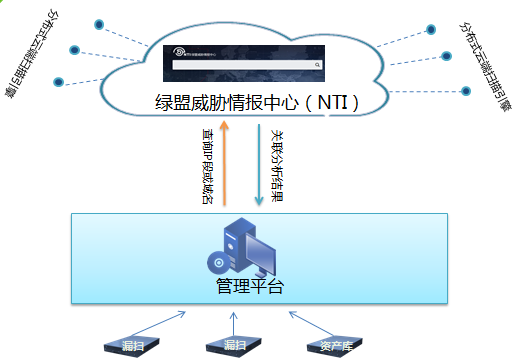 分布式云端扫描引擎
分布式云端扫描引擎
绿盟威胁情报中心（NTI）
查询IP段或域名
关联分析结果
管理平台
漏扫
漏扫
资产库